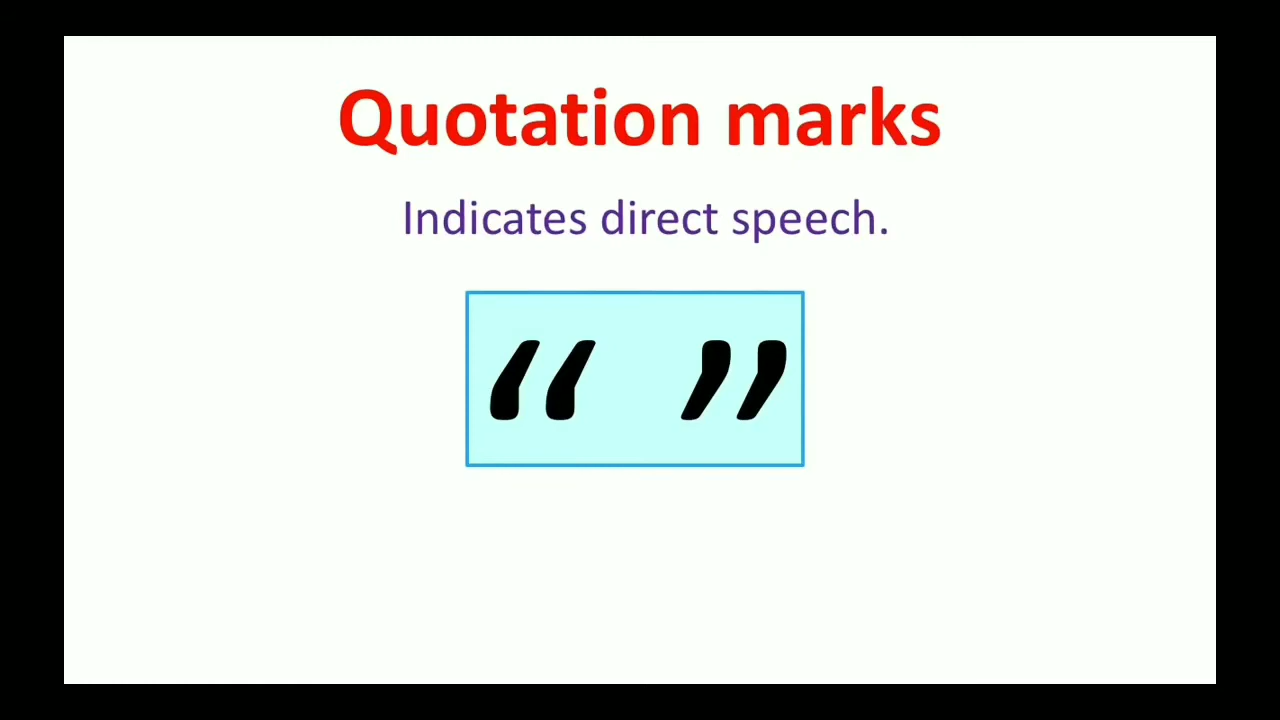 Quotation marks
Indicates direct speech.
“ ”